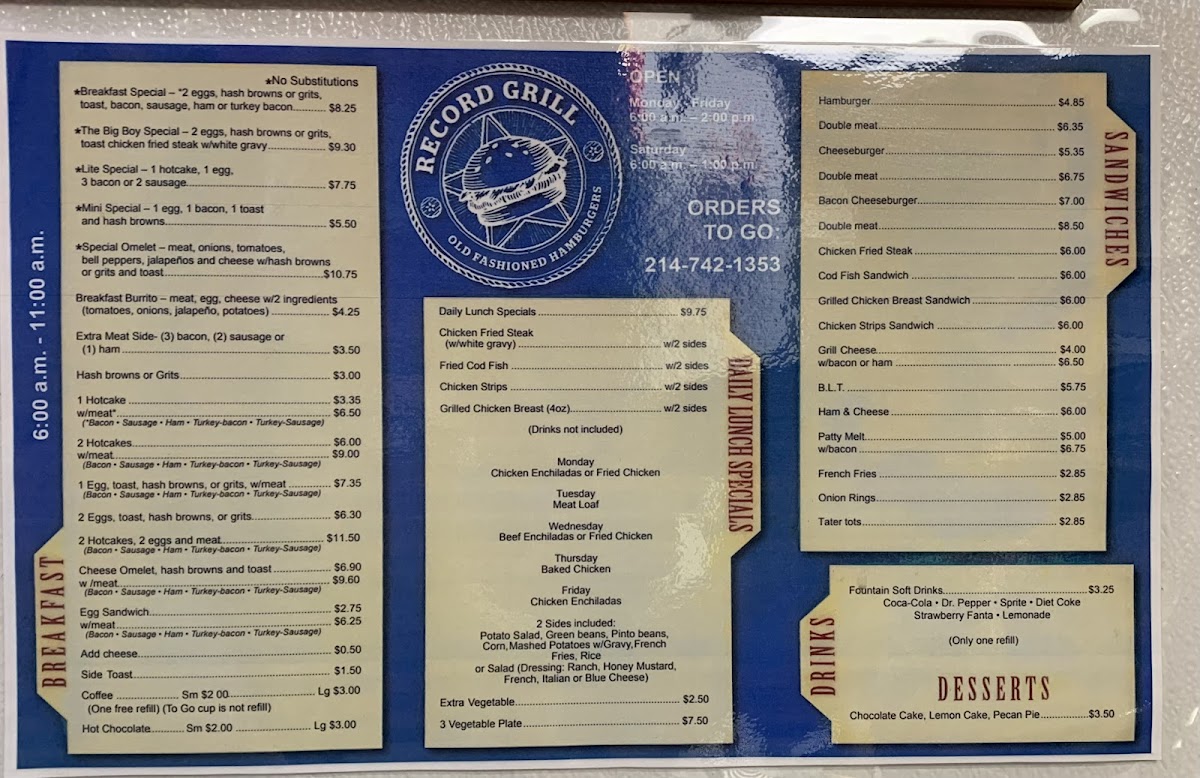 6:00 a.m. - 11:00 a.m.
BREAKFAST
*No Substitutions
*Breakfast Special – *2 eggs, hash browns or grits,
toast, bacon, sausage, ham or turkey bacon......... $8.25
*The Big Boy Special – 2 eggs, hash browns or grits,
toast chicken fried steak w/white gravy................. $9.30
*Lite Special – 1 hotcake, 1 egg,
3 bacon or 2 sausage......... $7.75
*Mini Special – 1 egg, 1 bacon, 1 toast
and hash browns......... $5.50
*Special Omelet – meat, onions, tomatoes,
bell peppers, jalapeños and cheese w/hash browns
or grits and toast......... $10.75
Breakfast Burrito – meat, egg, cheese w/2 ingredients
(tomatoes, onions, jalapeño, potatoes) ......... $4.25
Extra Meat Side- (3) bacon, (2) sausage or
(1) ham ......... $3.50
Hash browns or Grits......... $3.00
1 Hotcake ......... $3.35
w/meat*......... $6.50
(*Bacon • Sausage • Ham • Turkey-bacon • Turkey-Sausage)
2 Hotcakes......... $6.00
w/meat......... $9.00
(Bacon • Sausage • Ham • Turkey-bacon • Turkey-Sausage)
1 Egg, toast, hash browns, or grits, w/meat ......... $7.35
(Bacon • Sausage • Ham • Turkey-bacon • Turkey-Sausage)
2 Eggs, toast, hash browns, or grits......... $6.30
2 Hotcakes, 2 eggs and meat......... $11.50
(Bacon • Sausage • Ham • Turkey-bacon • Turkey-Sausage)
Cheese Omelet, hash browns and toast ......... $6.90
w /meat......... $9.60
(Bacon • Sausage • Ham • Turkey-bacon • Turkey-Sausage)
Egg Sandwich......... $2.75
w/meat......... $6.25
(Bacon • Sausage • Ham • Turkey-bacon • Turkey-Sausage)
Add cheese......... $0.50
Side Toast......... $1.50
Coffee ......... Sm $2 00......... Lg $3.00
(One free refill) (To Go cup is not refill)
Hot Chocolate......... Sm $2.00 ......... Lg $3.00
RECORD GRILL
OLD FASHIONED HAMBURGERS
OPEN
Monday - Friday
6:00 a.m. – 2:00 p.m.
Saturday
6:00 a.m. – 1:00 p.m.
ORDERS
TO GO:
214-742-1353
DAILY LUNCH SPECIALS
Daily Lunch Specials ......... $9.75
Chicken Fried Steak
(w/white gravy) ......... w/2 sides
Fried Cod Fish ......... w/2 sides
Chicken Strips ......... w/2 sides
Grilled Chicken Breast (4oz)......... w/2 sides
(Drinks not included)
Monday
Chicken Enchiladas or Fried Chicken
Tuesday
Meat Loaf
Wednesday
Beef Enchiladas or Fried Chicken
Thursday
Baked Chicken
Friday
Chicken Enchiladas
2 Sides included:
Potato Salad, Green beans, Pinto beans,
Corn,Mashed Potatoes w/Gravy,French
Fries, Rice
or Salad (Dressing: Ranch, Honey Mustard,
French, Italian or Blue Cheese)
Extra Vegetable......... $2.50
3 Vegetable Plate......... $7.50
SANDWICHES
Hamburger......... $4.85
Double meat......... $6.35
Cheeseburger......... $5.35
Double meat ......... $6.75
Bacon Cheeseburger......... $7.00
Double meat......... $8.50
Chicken Fried Steak ......... $6.00
Cod Fish Sandwich ......... $6.00
Grilled Chicken Breast Sandwich ......... $6.00
Chicken Strips Sandwich ......... $6.00
Grill Cheese......... $4.00
w/bacon or ham ......... $6.50
B.L.T. ......... $5.75
Ham & Cheese ......... $6.00
Patty Melt......... $5.00
w/bacon ......... $6.75
French Fries ......... $2.85
Onion Rings......... $2.85
Tater tots......... $2.85
DRINKS
Fountain Soft Drinks......... $3.25
Coca-Cola • Dr. Pepper • Sprite • Diet Coke
Strawberry Fanta • Lemonade
(Only one refill)
DESSERTS
Chocolate Cake, Lemon Cake, Pecan Pie......... $3.50